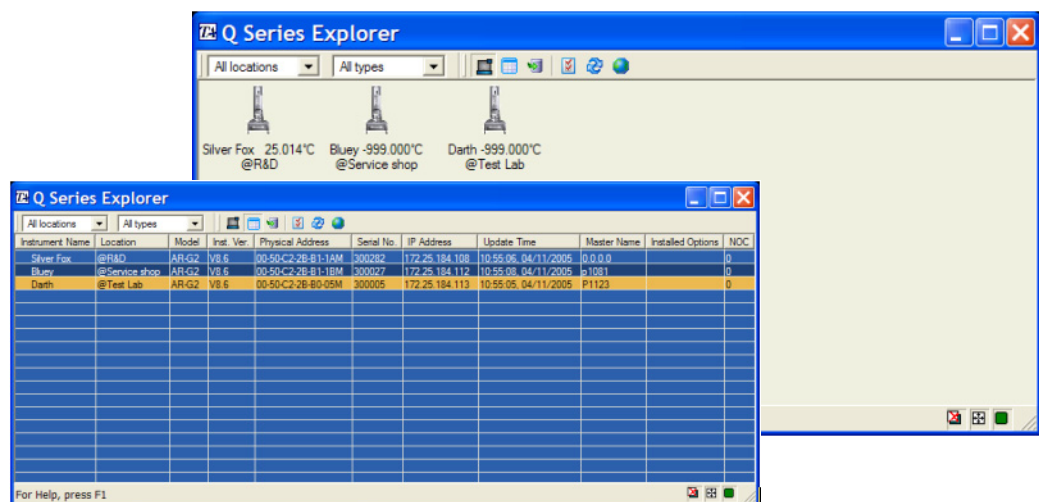 Q Series Explorer
All locations All types
Silver Fox 25.014°C Bluey -999.000°C Darth -999.000°C
@R&D @Service shop @Test Lab
Q Series Explorer
All locations All types
Instrument Name Location Model Inst. Ver. Physical Address Serial No. IP Address Update Time Master Name Installed Options NOC
Silver Fox @R&D AR-G2 V8.6 00-50-C2-2B-B1-1AM 300282 172.25.184.108 10:55:06, 04/11/2005 0.0.0.0 0
Bluey @Service shop AR-G2 V8.6 00-50-C2-2B-B1-1BM 300027 172.25.184.112 10:55:08, 04/11/2005 p1081 0
Darth @Test Lab AR-G2 V8.6 00-50-C2-2B-B0-05M 300005 172.25.184.113 10:55:05, 04/11/2005 P1123 0
For Help, press F1